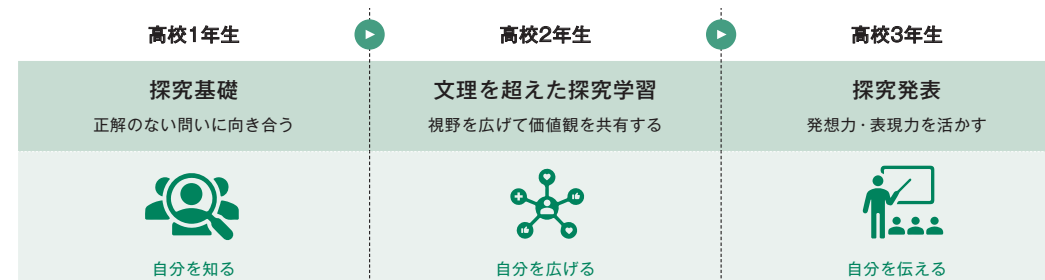 高校1年生
高校2年生
高校3年生
探究基礎
文理を超えた探究学習
探究発表
正解のない問いに向き合う
視野を広げて価値観を共有する
発想力・表現力を活かす
自分を知る
自分を広げる
自分を伝える